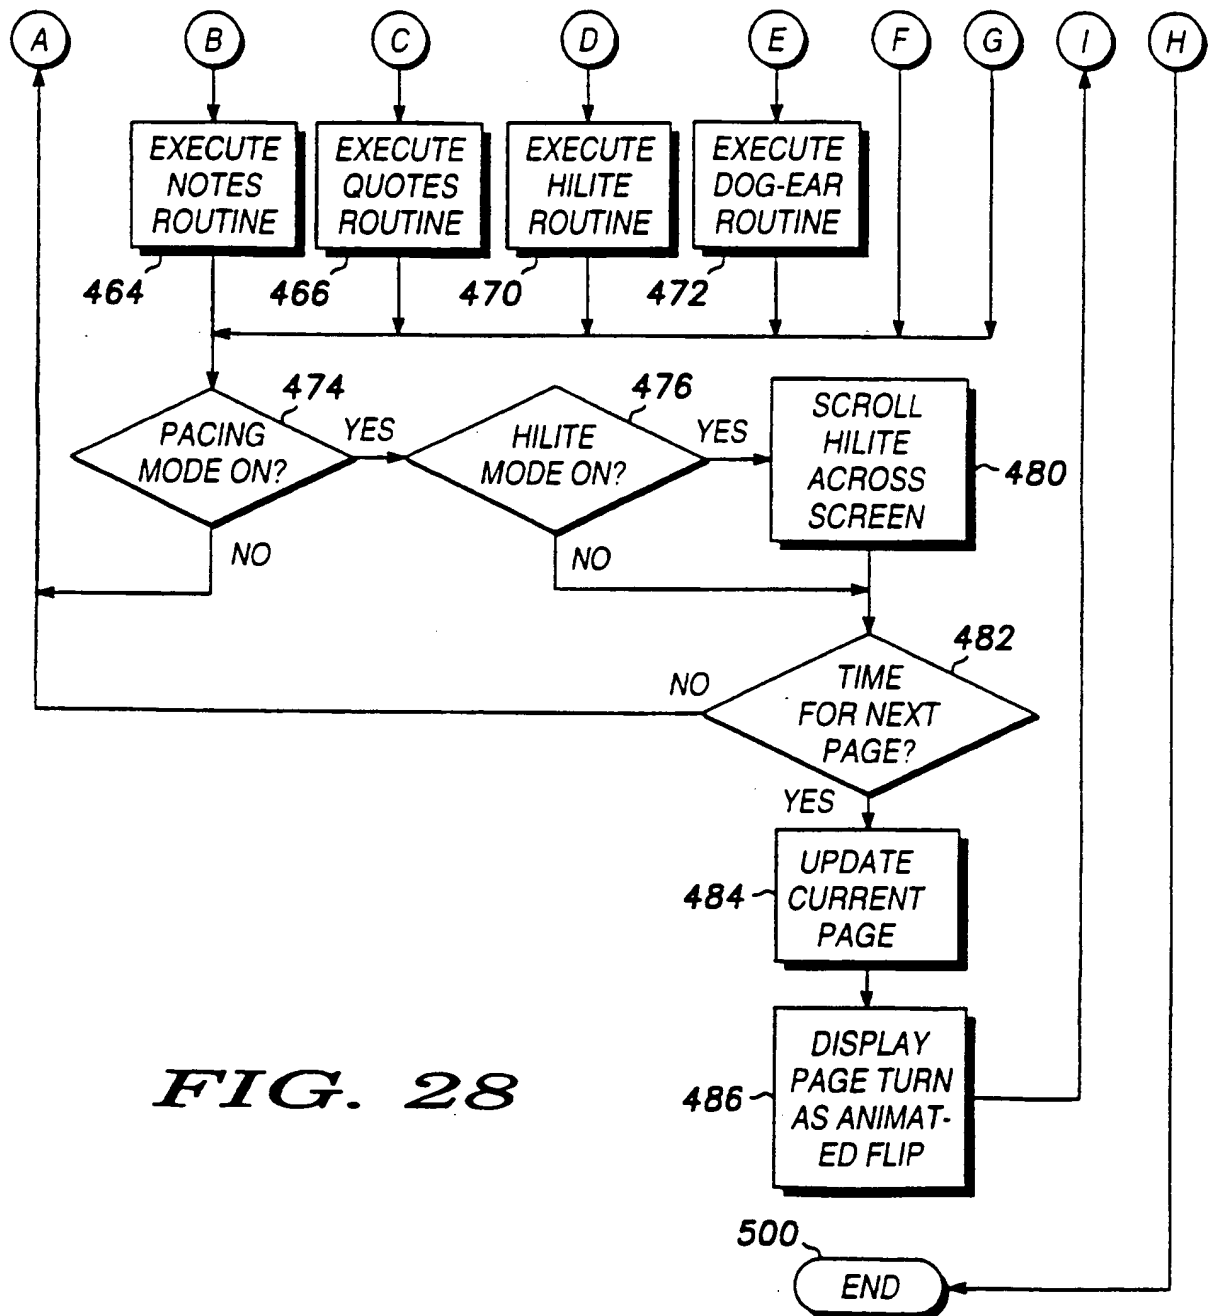 A B C D E F G I H
EXECUTE
NOTES
ROUTINE
464
EXECUTE
QUOTES
ROUTINE
466
EXECUTE
HILITE
ROUTINE
470
EXECUTE
DOG-EAR
ROUTINE
472
PACING
MODE ON?
474
YES
NO
HILITE
MODE ON?
476
YES
NO
SCROLL
HILITE
ACROSS
SCREEN
480
TIME
FOR NEXT
PAGE?
482
NO
YES
UPDATE
CURRENT
PAGE
484
DISPLAY
PAGE TURN
AS ANIMAT-
ED FLIP
486
FIG. 28
500
END